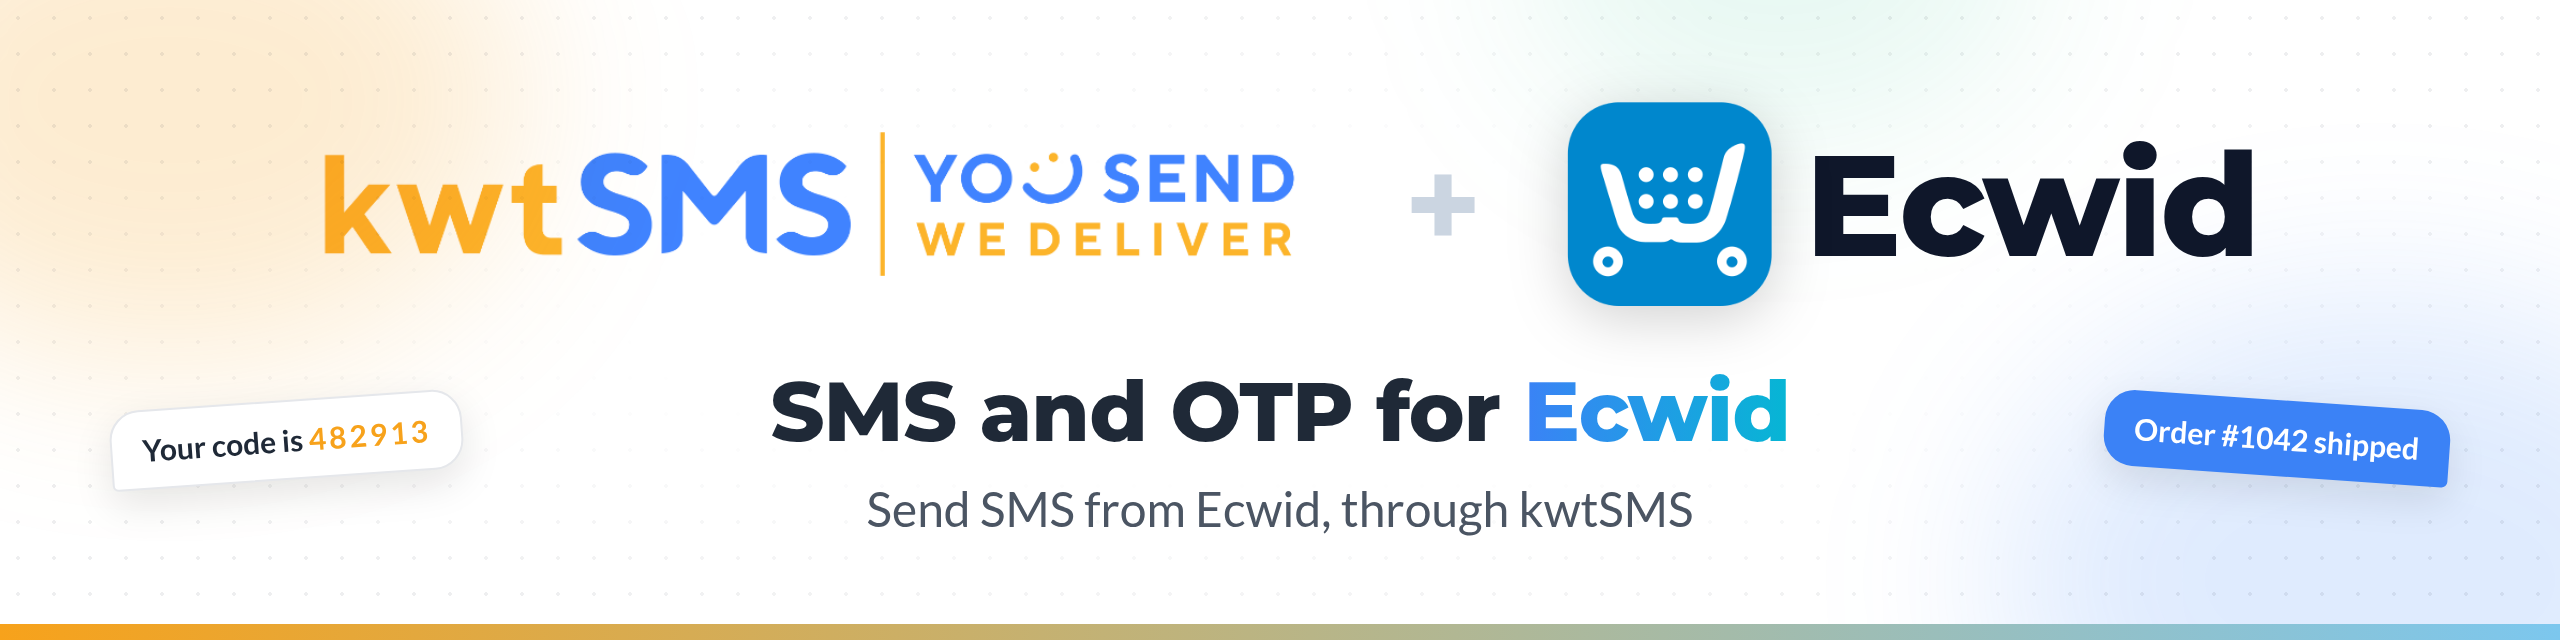 kwtSMS
YOU SEND
WE DELIVER
+
Ecwid
SMS and OTP for Ecwid
Send SMS from Ecwid, through kwtSMS
Your code is 482913
Order #1042 shipped